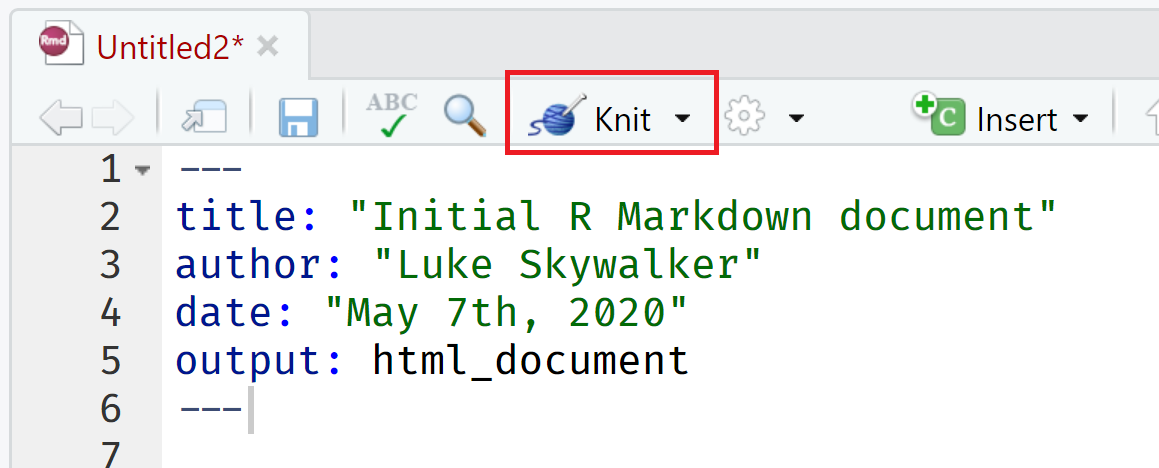 Rmd Untitled2*
ABC Knit C Insert
1 ---
2 title: "Initial R Markdown document"
3 author: "Luke Skywalker"
4 date: "May 7th, 2020"
5 output: html_document
6 ---
7